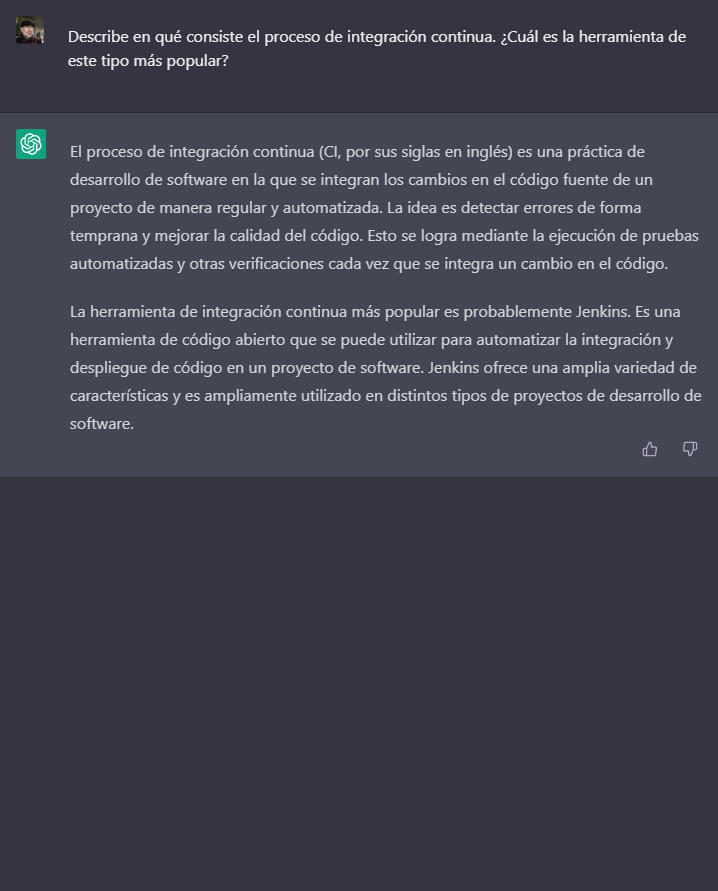 Describe en qué consiste el proceso de integración continua. ¿Cuál es la herramienta de
este tipo más popular?
El proceso de integración continua (CI, por sus siglas en inglés) es una práctica de
desarrollo de software en la que se integran los cambios en el código fuente de un
proyecto de manera regular y automatizada. La idea es detectar errores de forma
temprana y mejorar la calidad del código. Esto se logra mediante la ejecución de pruebas
automatizadas y otras verificaciones cada vez que se integra un cambio en el código.
La herramienta de integración continua más popular es probablemente Jenkins. Es una
herramienta de código abierto que se puede utilizar para automatizar la integración y
despliegue de código en un proyecto de software. Jenkins ofrece una amplia variedad de
características y es ampliamente utilizado en distintos tipos de proyectos de desarrollo de
software.